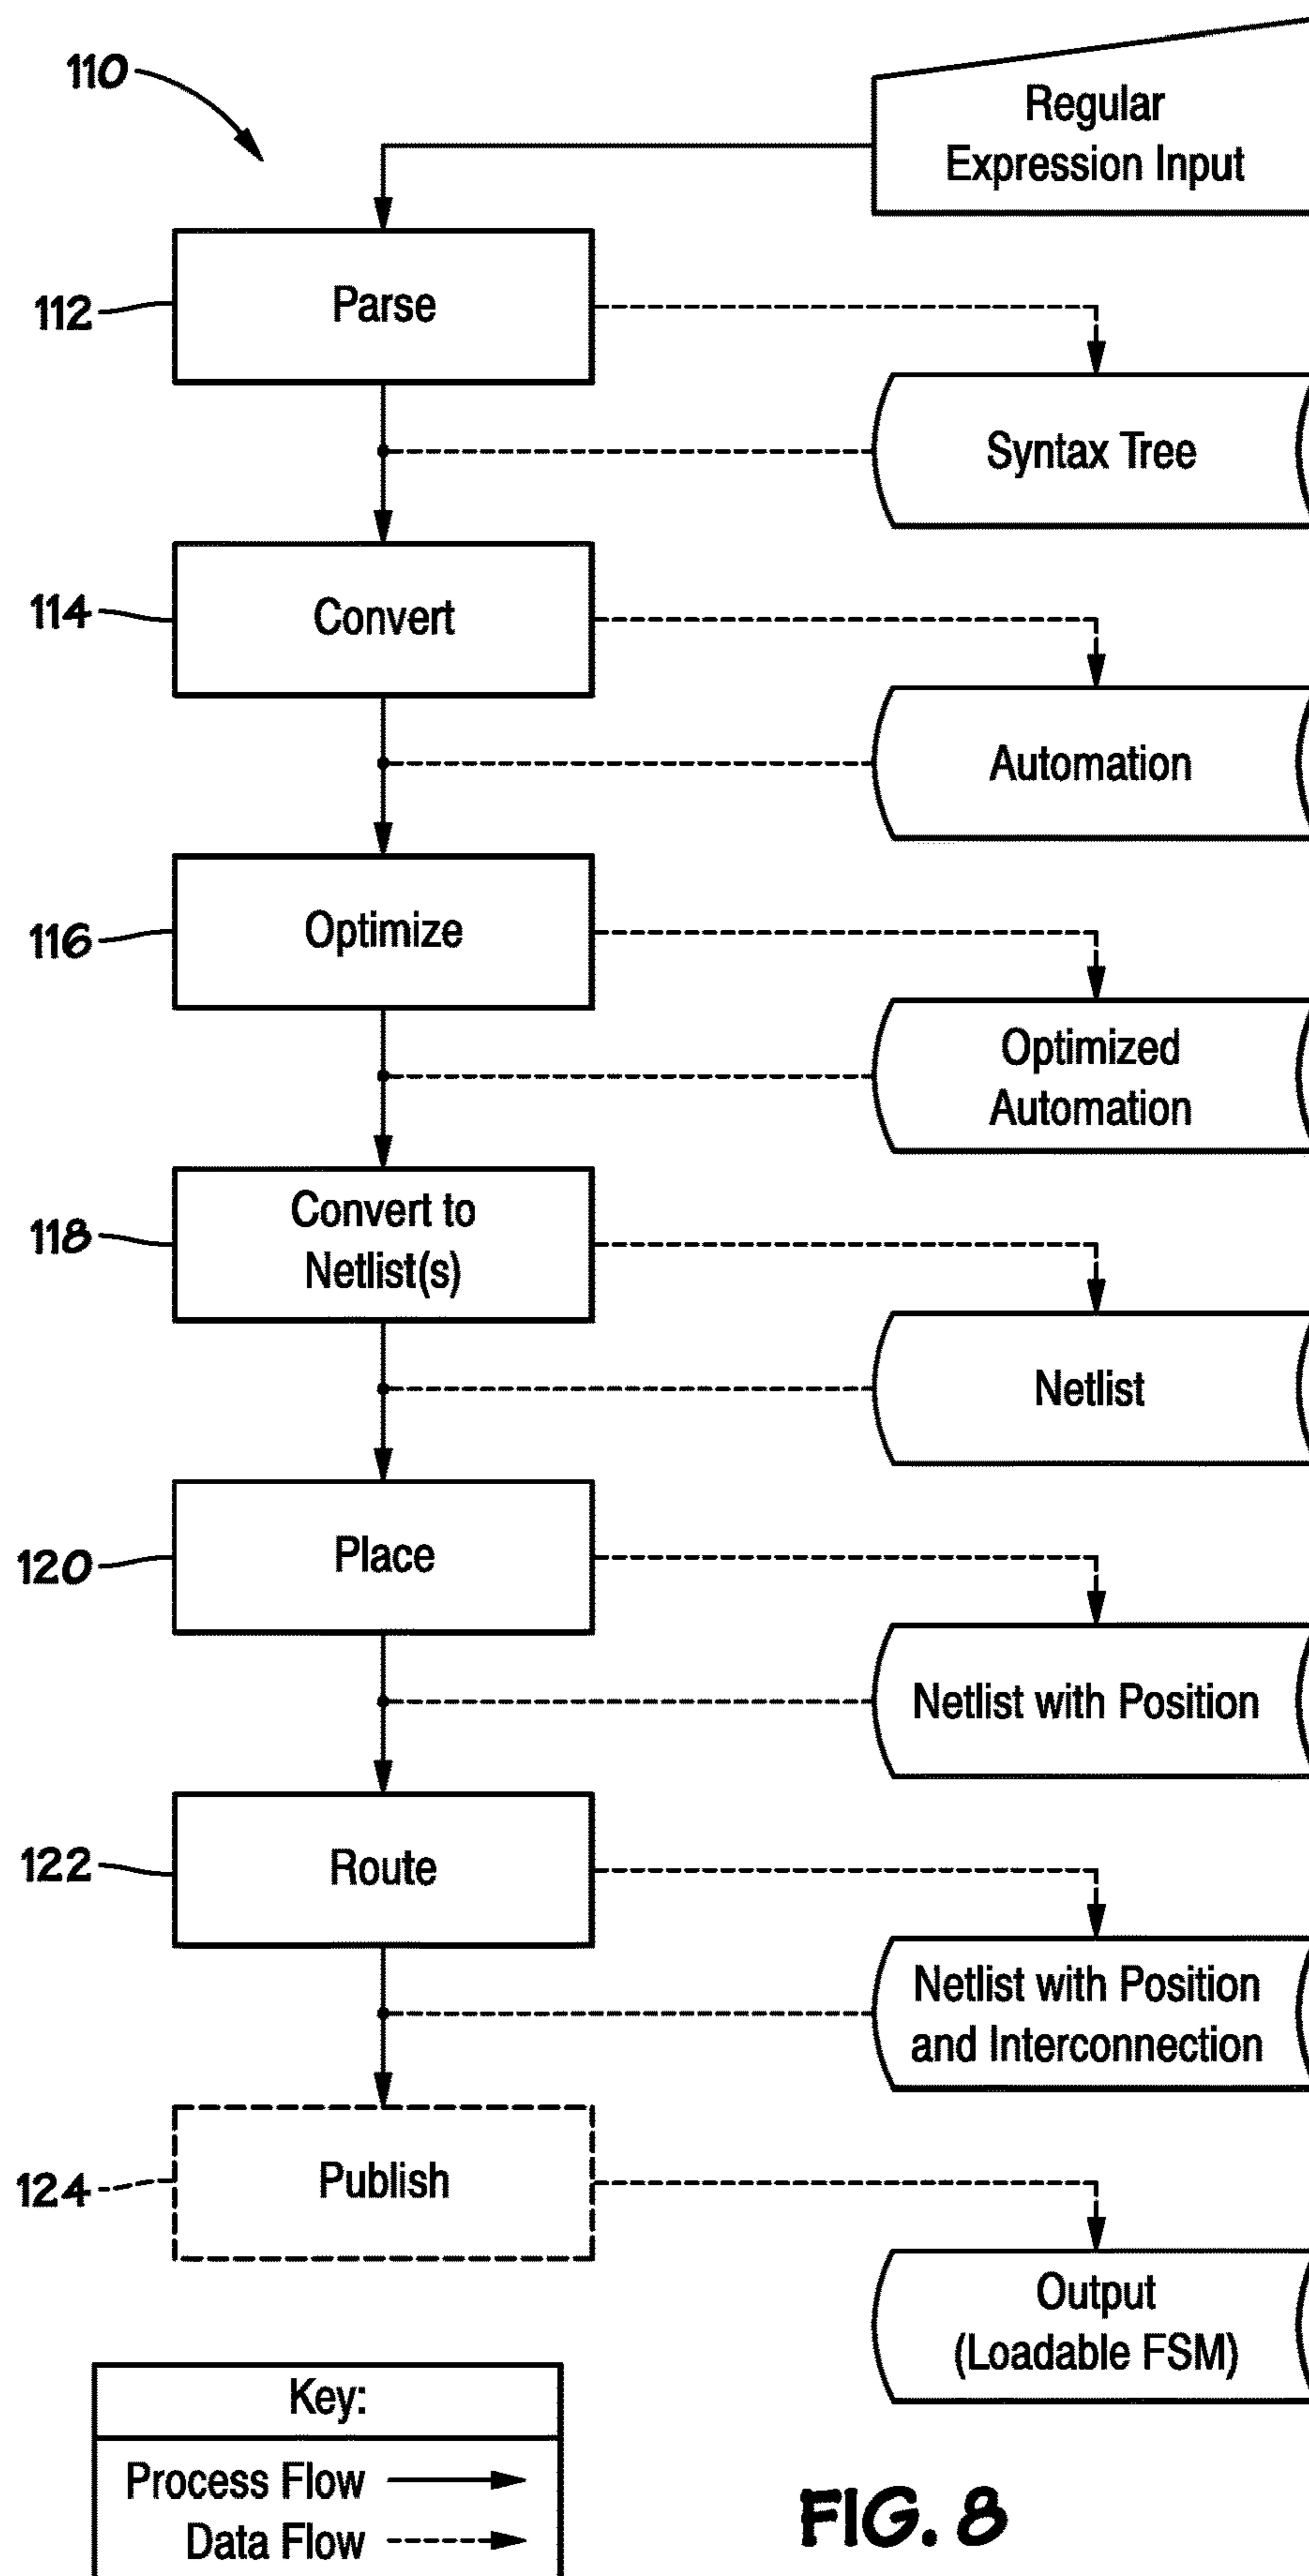 110
Regular
Expression Input
112
Parse
Syntax Tree
114
Convert
Automation
116
Optimize
Optimized
Automation
118
Convert to
Netlist(s)
Netlist
120
Place
Netlist with Position
122
Route
Netlist with Position
and Interconnection
124
Publish
Output
(Loadable FSM)
Key:
Process Flow
Data Flow
FIG. 8